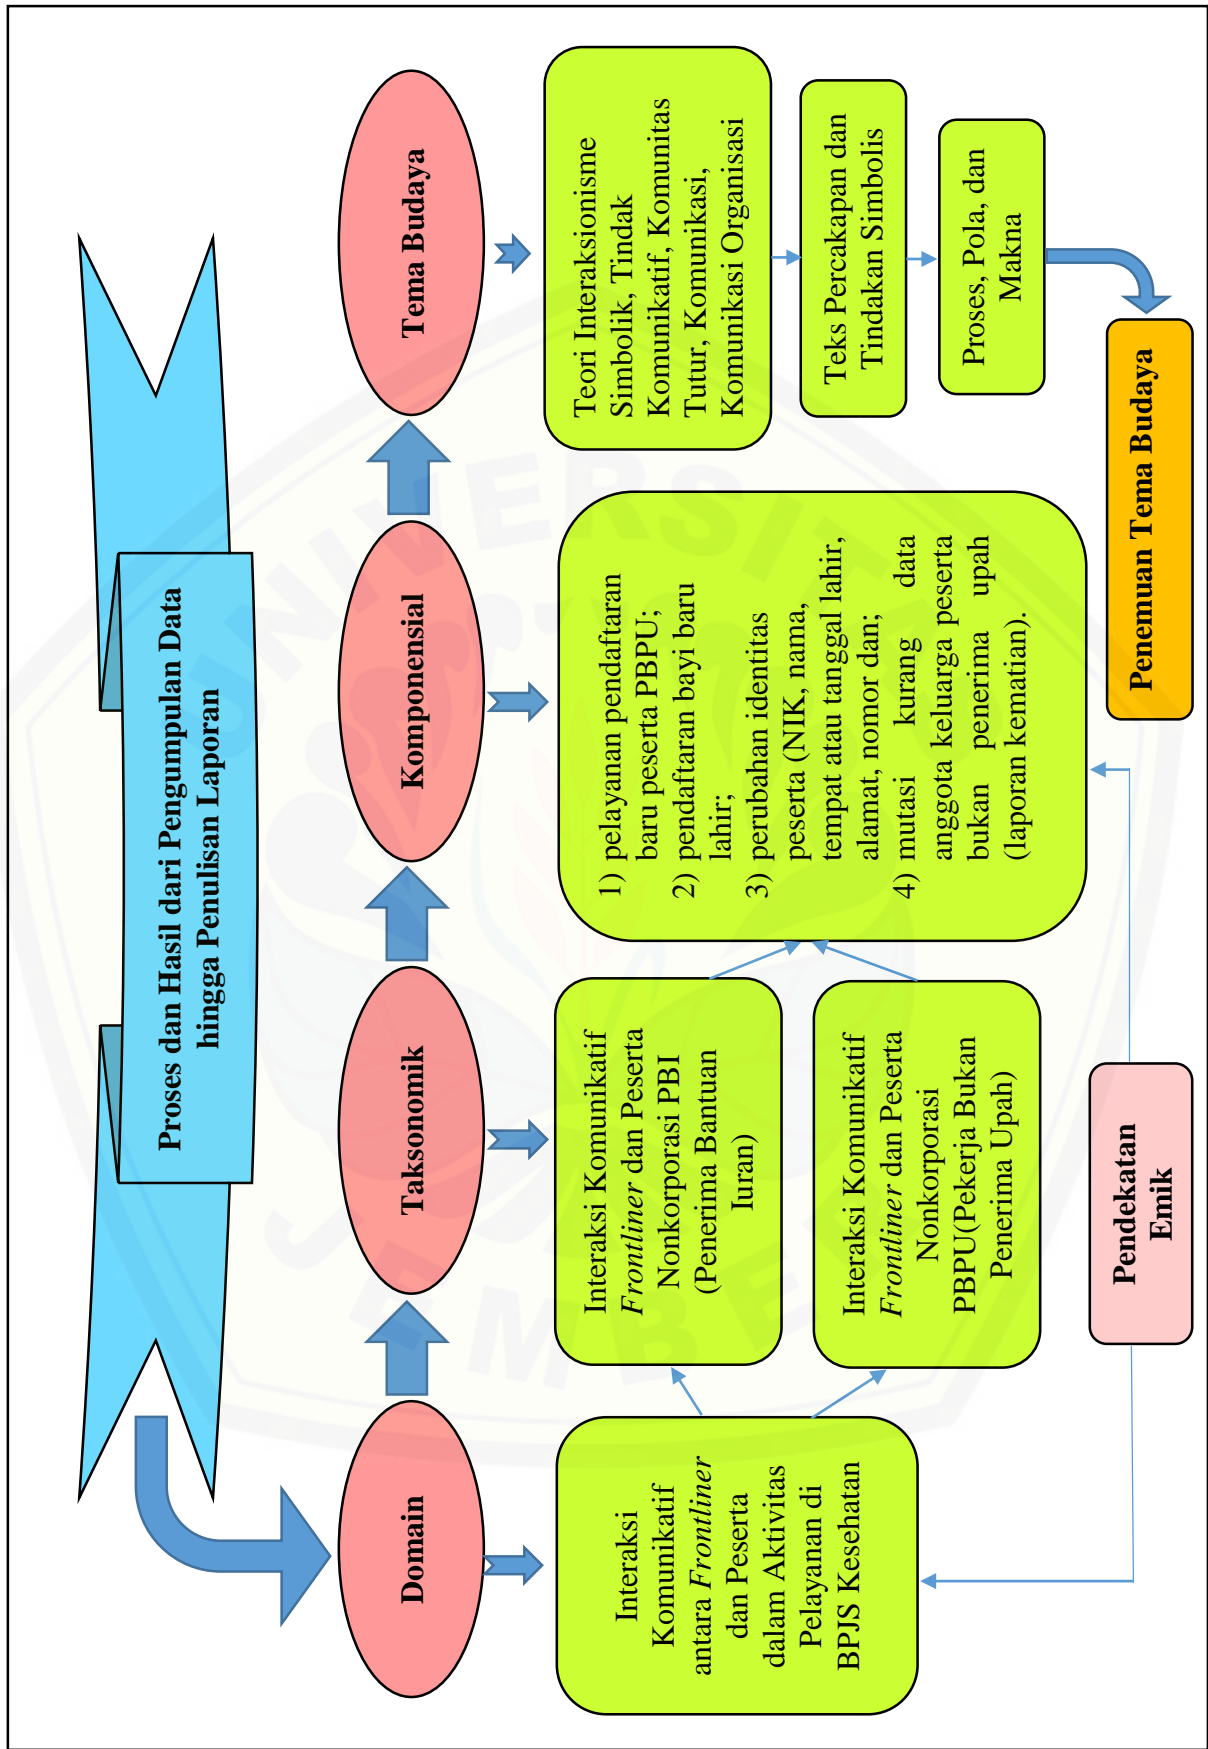 Proses dan Hasil dari Pengumpulan Data
hingga Penulisan Laporan
Domain
Taksonomik
Komponensial
Tema Budaya
Interaksi
Komunikatif
antara Frontliner
dan Peserta
dalam Aktivitas
Pelayanan di
BPJS Kesehatan
Interaksi Komunikatif
Frontliner dan Peserta
Nonkorporasi PBI
(Penerima Bantuan
Iuran)
Interaksi Komunikatif
Frontliner dan Peserta
Nonkorporasi
PBPU(Pekerja Bukan
Penerima Upah)
1) pelayanan pendaftaran
baru peserta PBPU;
2) pendaftaran bayi baru
lahir;
3) perubahan identitas
peserta (NIK, nama,
tempat atau tanggal lahir,
alamat, nomor dan;
4) mutasi kurang data
anggota keluarga peserta
bukan penerima upah
(laporan kematian).
Teori Interaksionisme
Simbolik, Tindak
Komunikatif, Komunitas
Tutur, Komunikasi,
Komunikasi Organisasi
Teks Percakapan dan
Tindakan Simbolis
Proses, Pola, dan
Makna
Pendekatan
Emik
Penemuan Tema Budaya
UNIVERSITAS
JEMBER